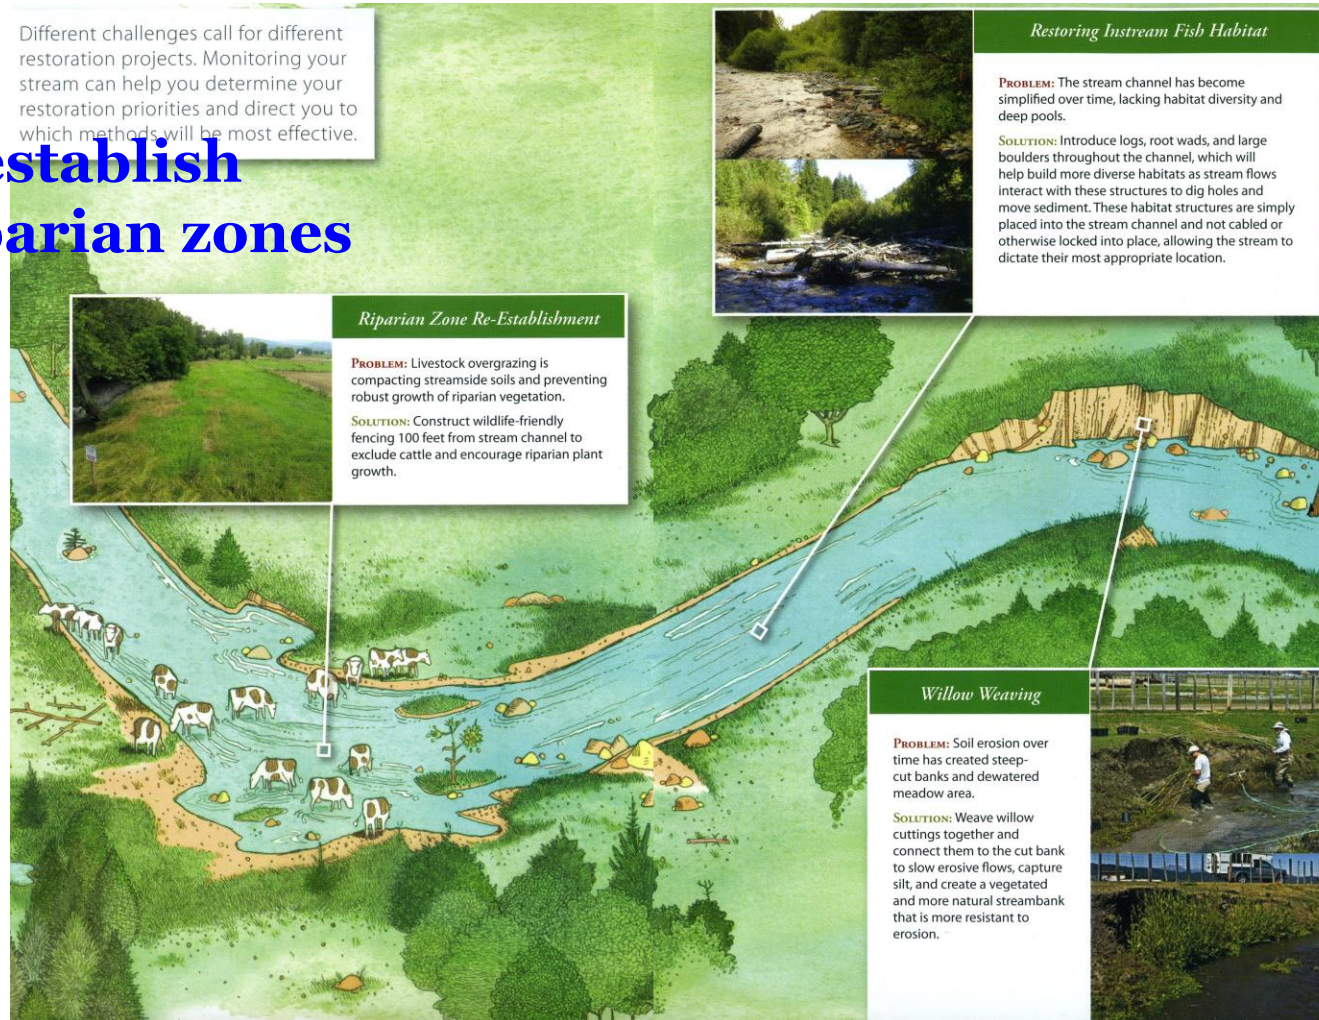 Different challenges call for different
restoration projects. Monitoring your
stream can help you determine your
restoration priorities and direct you to
which methods will be most effective.
establish
parian zones
Restoring Instream Fish Habitat
PROBLEM: The stream channel has become
simplified over time, lacking habitat diversity and
deep pools.
SOLUTION: Introduce logs, root wads, and large
boulders throughout the channel, which will
help build more diverse habitats as stream flows
interact with these structures to dig holes and
move sediment. These habitat structures are simply
placed into the stream channel and not cabled or
otherwise locked into place, allowing the stream to
dictate their most appropriate location.
Riparian Zone Re-Establishment
PROBLEM: Livestock overgrazing is
compacting streamside soils and preventing
robust growth of riparian vegetation.
SOLUTION: Construct wildlife-friendly
fencing 100 feet from stream channel to
exclude cattle and encourage riparian plant
growth.
Willow Weaving
PROBLEM: Soil erosion over
time has created steep-
cut banks and dewatered
meadow area.
SOLUTION: Weave willow
cuttings together and
connect them to the cut bank
to slow erosive flows, capture
silt, and create a vegetated
and more natural streambank
that is more resistant to
erosion.